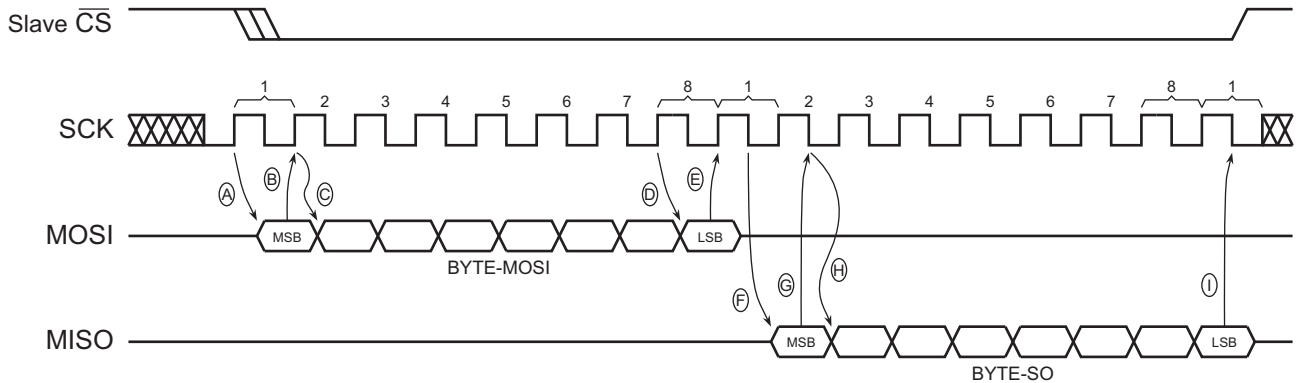 Slave CS
1 2 3 4 5 6 7 8 1 2 3 4 5 6 7 8 1
SCK
A B C D E
MOSI MSB LSB
BYTE-MOSI
F G H I
MISO MSB LSB
BYTE-SO